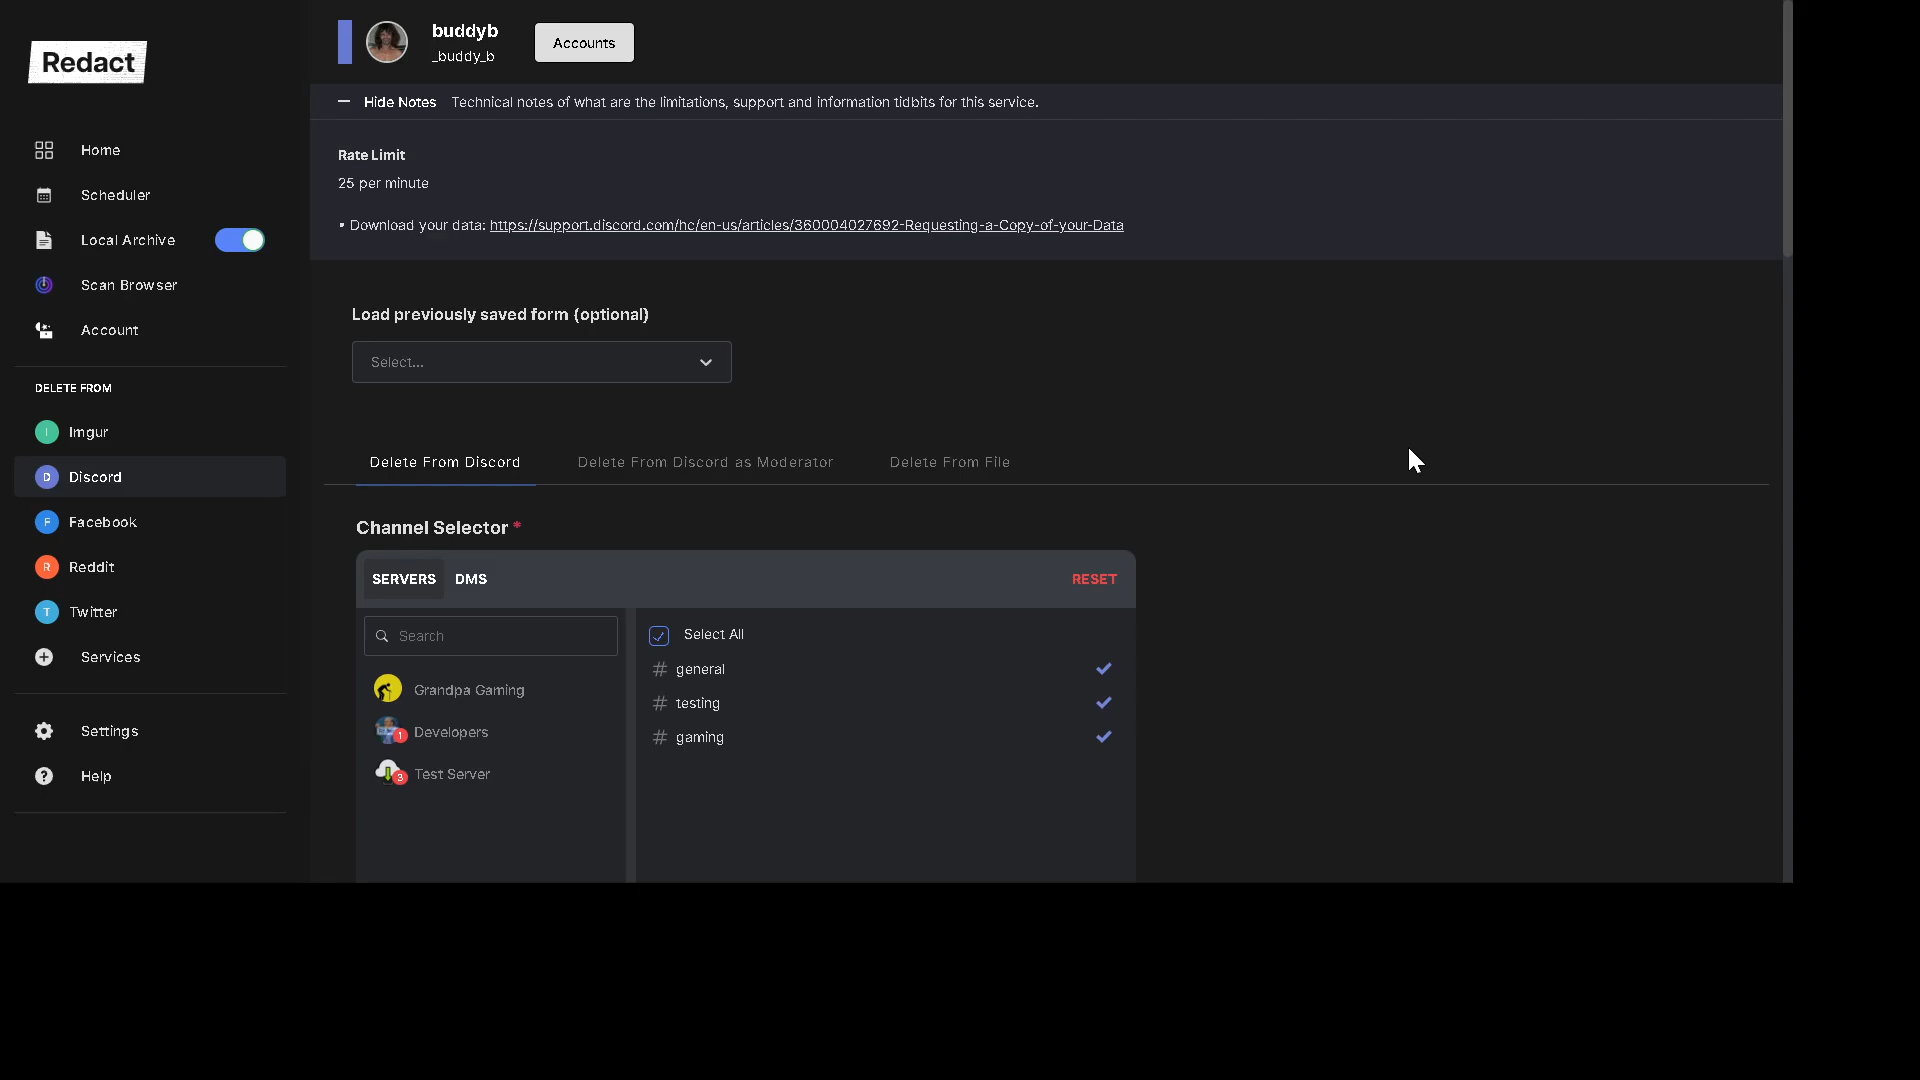 Redact
Home
Scheduler
Local Archive
Scan Browser
Account
DELETE FROM
I Imgur
D Discord
F Facebook
R Reddit
T Twitter
Services
Settings
Help
buddyb
_buddy_b
Accounts
Hide Notes Technical notes of what are the limitations, support and information tidbits for this service.
Rate Limit
25 per minute
• Download your data: https://support.discord.com/hc/en-us/articles/360004027692-Requesting-a-Copy-of-your-Data
Load previously saved form (optional)
Select...
Delete From Discord Delete From Discord as Moderator Delete From File
Channel Selector *
SERVERS DMS RESET
Search
Grandpa Gaming
1 Developers
3 Test Server
Select All
# general
# testing
# gaming